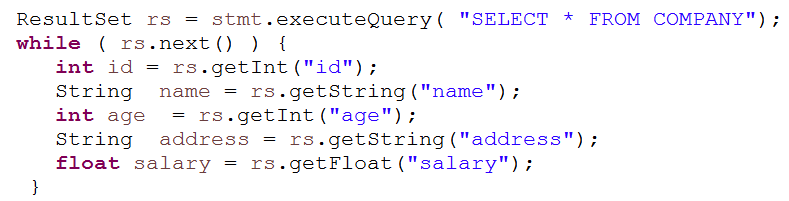 ResultSet rs = stmt.executeQuery( "SELECT * FROM COMPANY");
while ( rs.next() ) {
   int id = rs.getInt("id");
   String  name = rs.getString("name");
   int age  = rs.getInt("age");
   String  address = rs.getString("address");
   float salary = rs.getFloat("salary");
 }